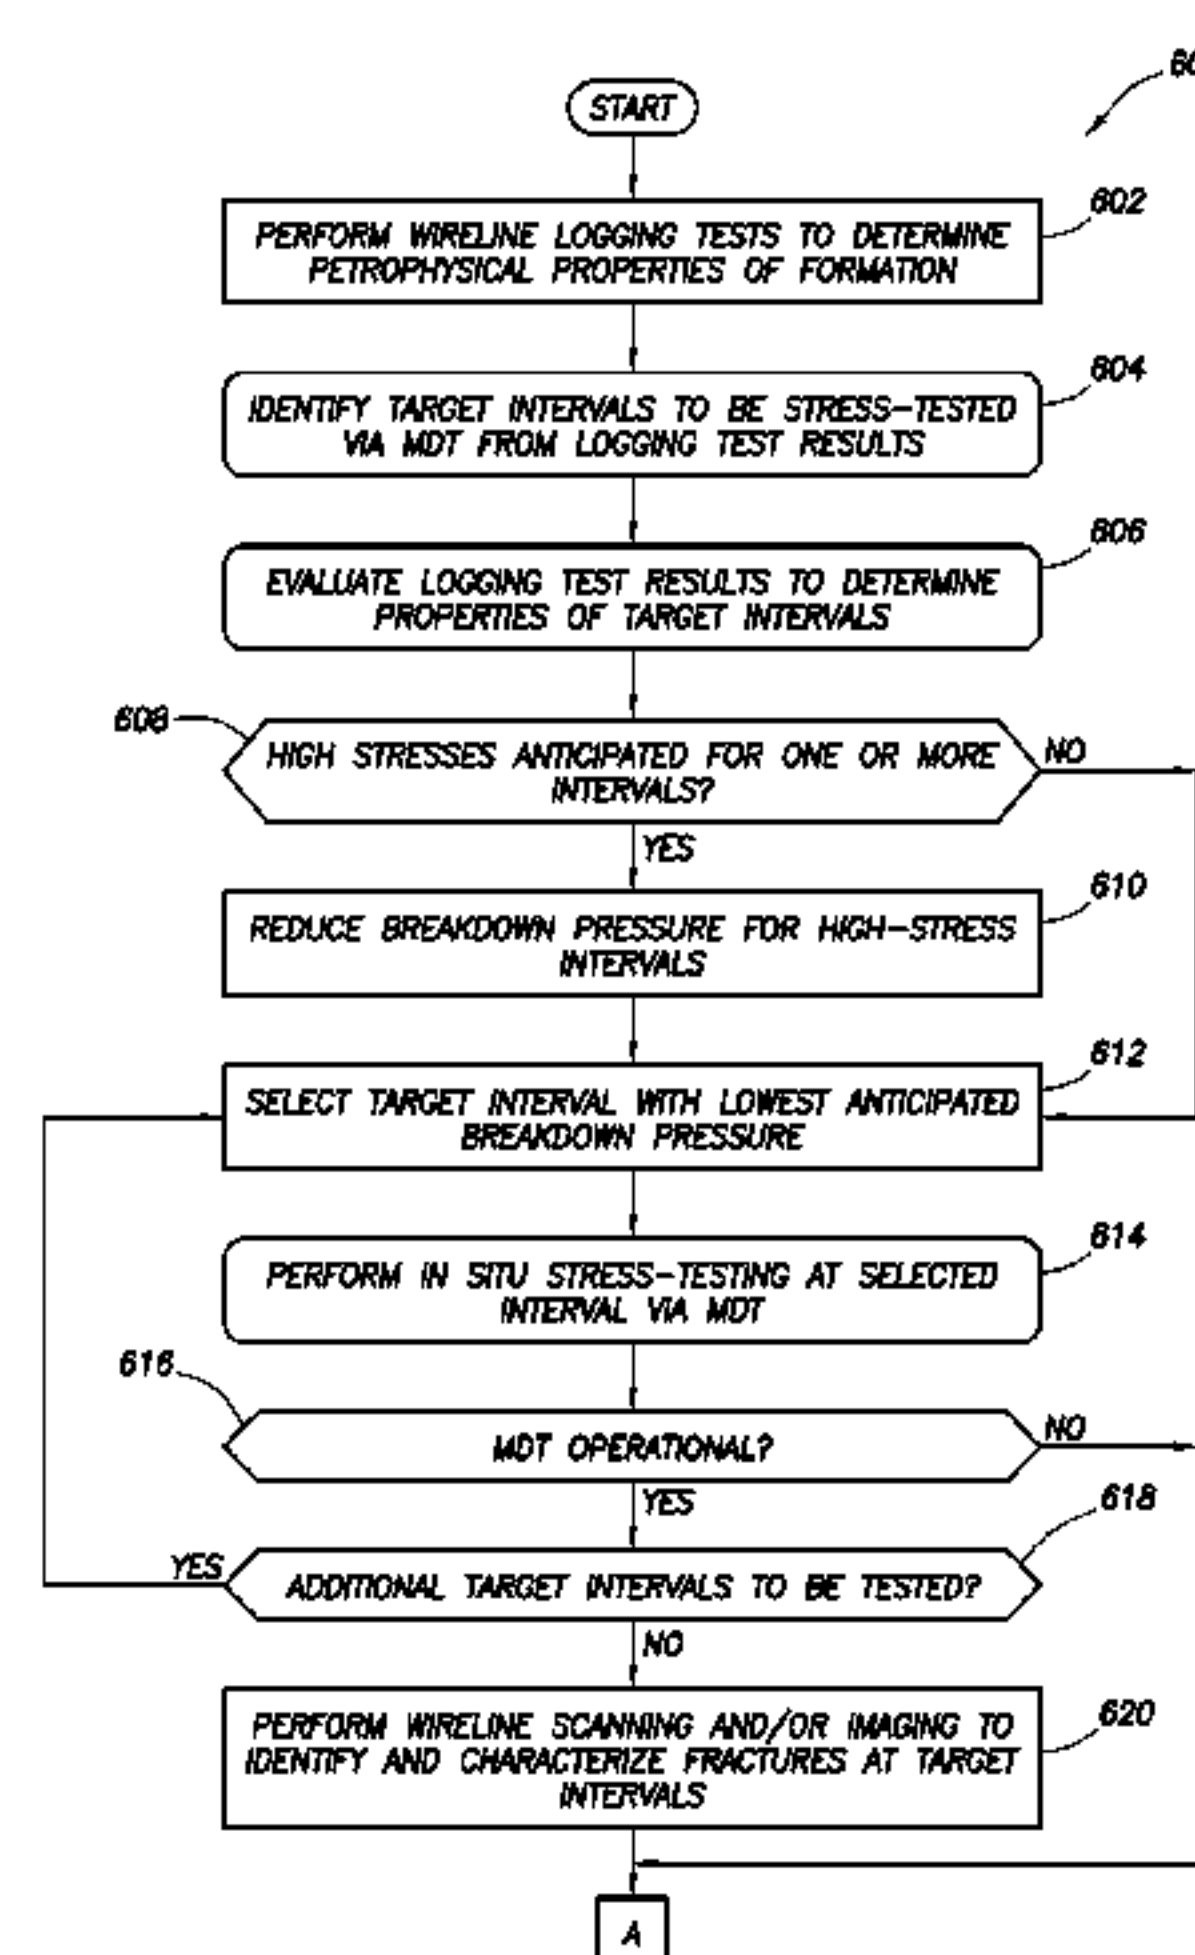 START
602
PERFORM WIRELINE LOGGING TESTS TO DETERMINE
PETROPHYSICAL PROPERTIES OF FORMATION
604
IDENTIFY TARGET INTERVALS TO BE STRESS-TESTED
VIA MDT FROM LOGGING TEST RESULTS
606
EVALUATE LOGGING TEST RESULTS TO DETERMINE
PROPERTIES OF TARGET INTERVALS
608
HIGH STRESSES ANTICIPATED FOR ONE OR MORE
INTERVALS?
NO
YES
610
REDUCE BREAKDOWN PRESSURE FOR HIGH-STRESS
INTERVALS
612
SELECT TARGET INTERVAL WITH LOWEST ANTICIPATED
BREAKDOWN PRESSURE
614
PERFORM IN SITU STRESS-TESTING AT SELECTED
INTERVAL VIA MDT
616
MDT OPERATIONAL?
NO
YES
618
YES
ADDITIONAL TARGET INTERVALS TO BE TESTED?
NO
620
PERFORM WIRELINE SCANNING AND/OR IMAGING TO
IDENTIFY AND CHARACTERIZE FRACTURES AT TARGET
INTERVALS
A